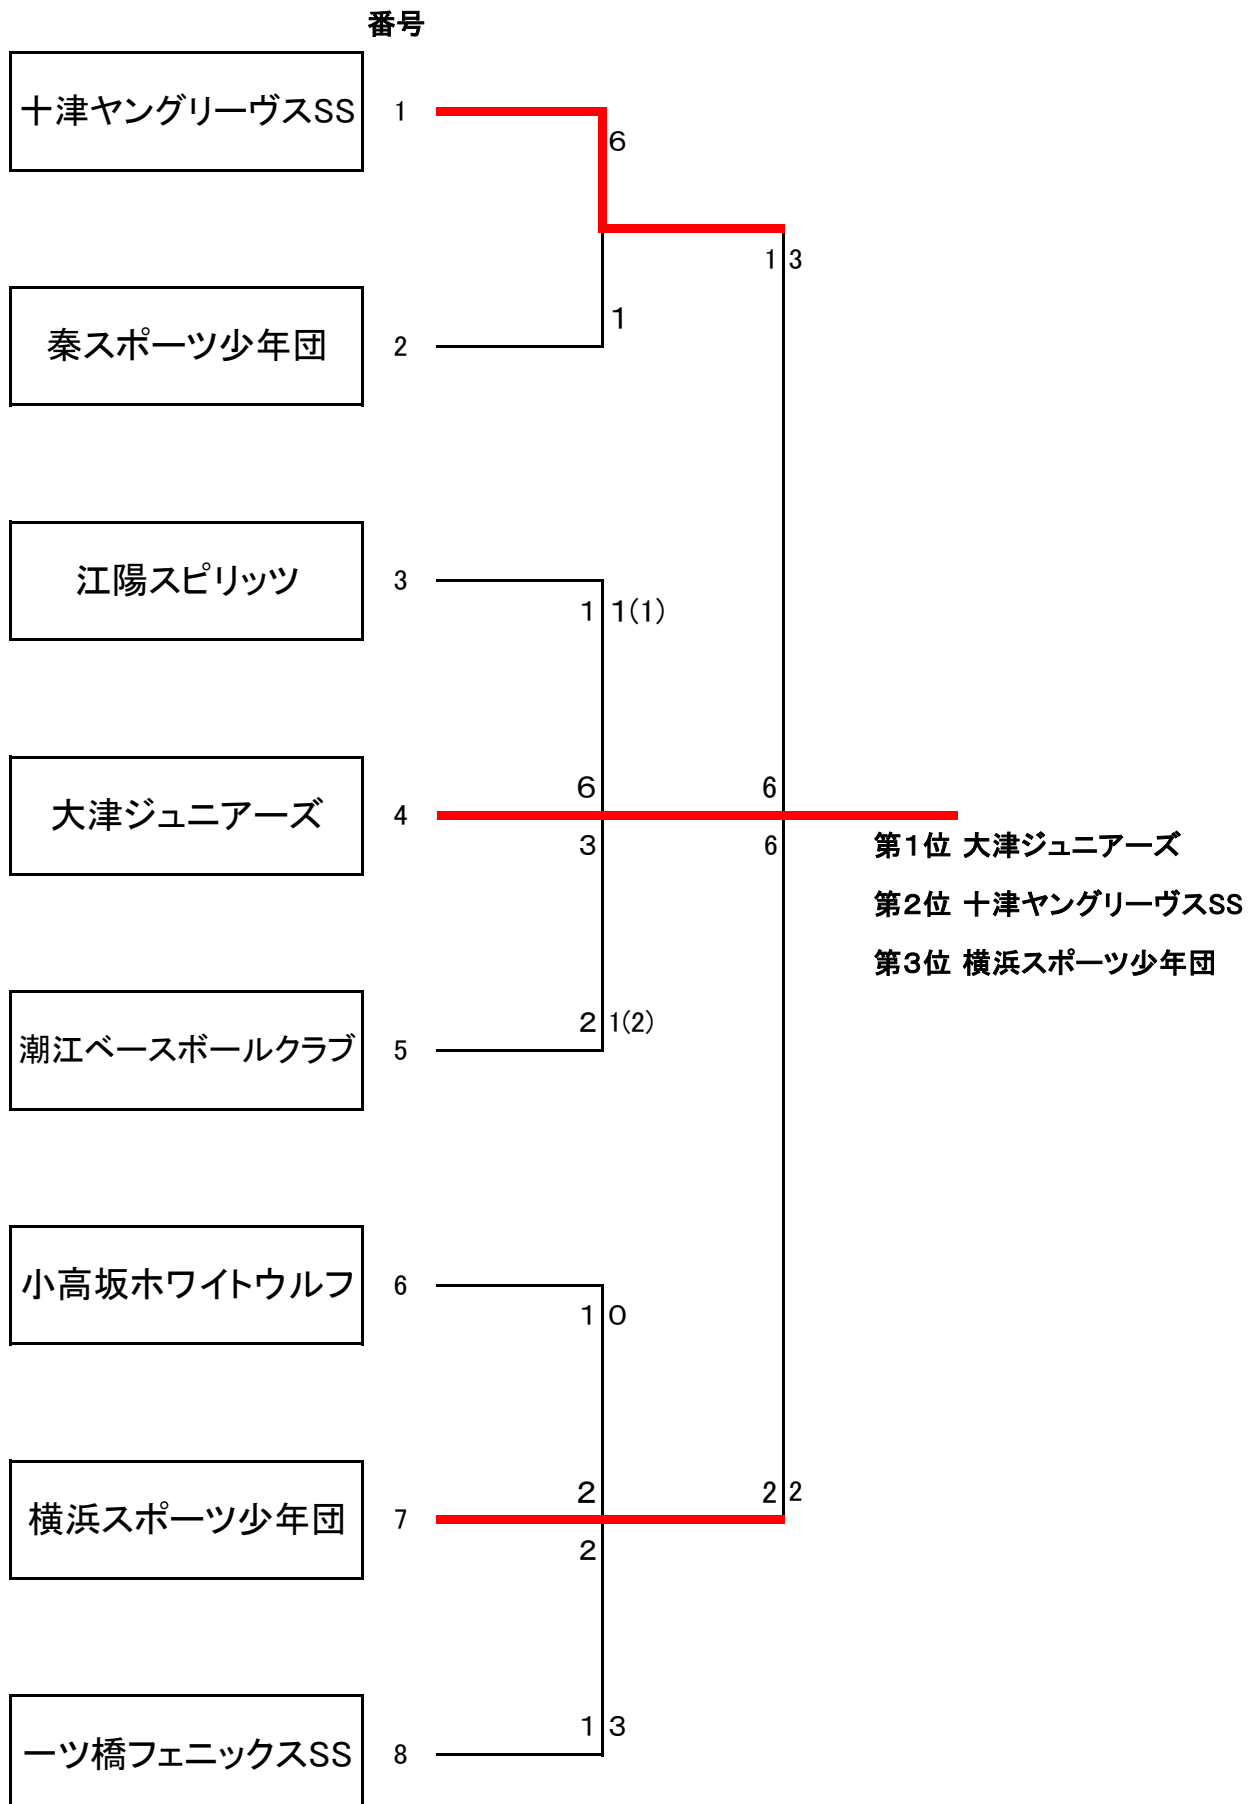 番号
十津ヤングリーヴスSS 1
6
1 3
1
秦スポーツ少年団 2
江陽スピリッツ 3
1 1(1)
6 6
大津ジュニアーズ 4
3 6
第1位 大津ジュニアーズ
第2位 十津ヤングリーヴスSS
第3位 横浜スポーツ少年団
2 1(2)
潮江ベースボールクラブ 5
小高坂ホワイトウルフ 6
1 0
2 2 2
横浜スポーツ少年団 7
2
1 3
一ツ橋フェニックスSS 8